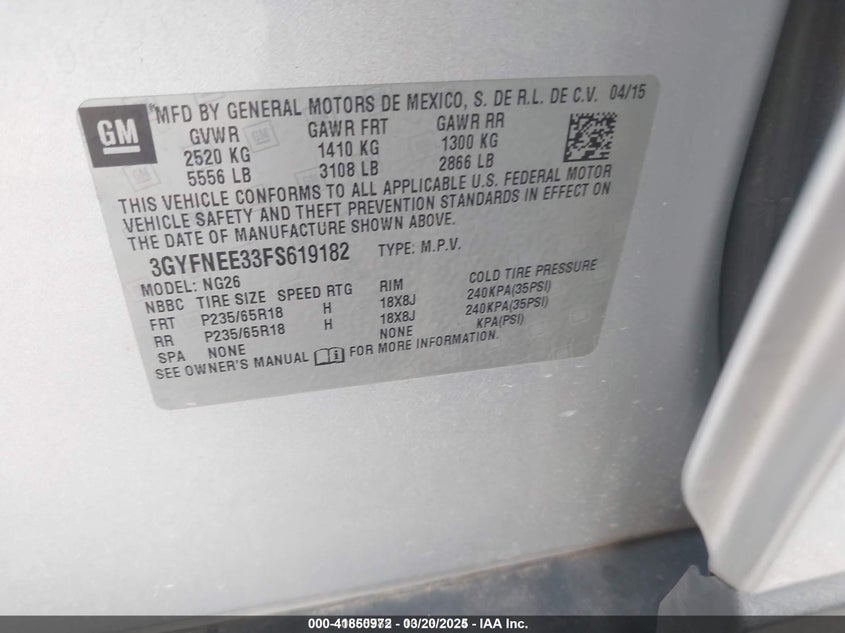 GM
MFD BY GENERAL MOTORS DE MEXICO, S. DE R.L. DE C.V. 04/15
GVWR GAWR FRT GAWR RR
2520 KG 1410 KG 1300 KG
5556 LB 3108 LB 2866 LB
THIS VEHICLE CONFORMS TO ALL APPLICABLE U.S. FEDERAL MOTOR
VEHICLE SAFETY AND THEFT PREVENTION STANDARDS IN EFFECT ON
THE DATE OF MANUFACTURE SHOWN ABOVE.
3GYFNEE33FS619182 TYPE: M.P.V.
MODEL: NG26
NBBC TIRE SIZE SPEED RTG RIM COLD TIRE PRESSURE
FRT P235/65R18 H 18X8J 240KPA(35PSI)
RR P235/65R18 H 18X8J 240KPA(35PSI)
SPA NONE NONE KPA(PSI)
SEE OWNER'S MANUAL FOR MORE INFORMATION.
- IAA Inc.